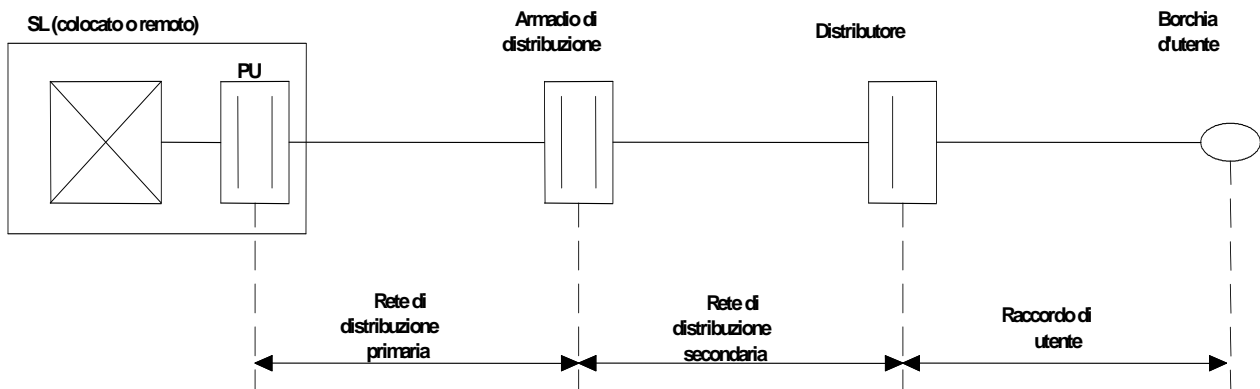 SL (colocato o remoto)
PU
Armadio di
distribuzione
Distributore
Borchia
d'utente
Rete di
distribuzione
primaria
Rete di
distribuzione
secondaria
Raccordo di
utente